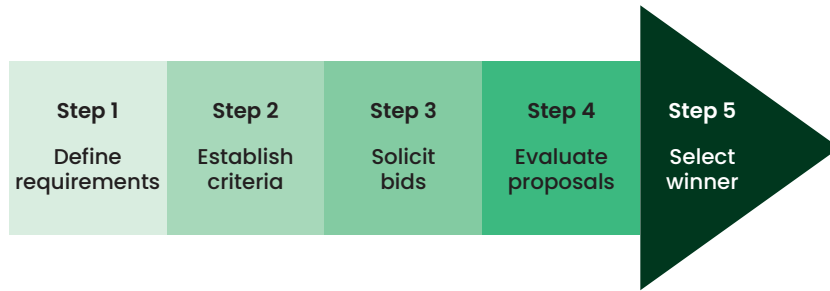 Step 1
Define
requirements
Step 2
Establish
criteria
Step 3
Solicit
bids
Step 4
Evaluate
proposals
Step 5
Select
winner